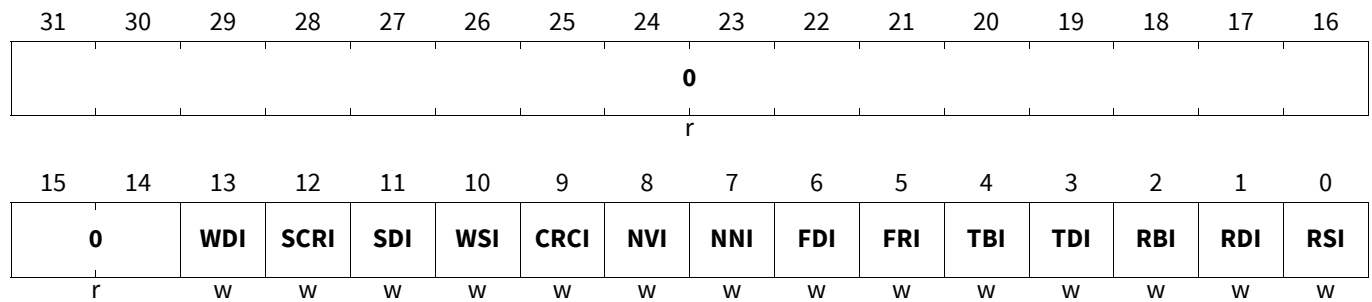 31 30 29 28 27 26 25 24 23 22 21 20 19 18 17 16
0
r
15 14 13 12 11 10 9 8 7 6 5 4 3 2 1 0
0 WDI SCRI SDI WSI CRCI NVI NNI FDI FRI TBI TDI RBI RDI RSI
r w w w w w w w w w w w w w w